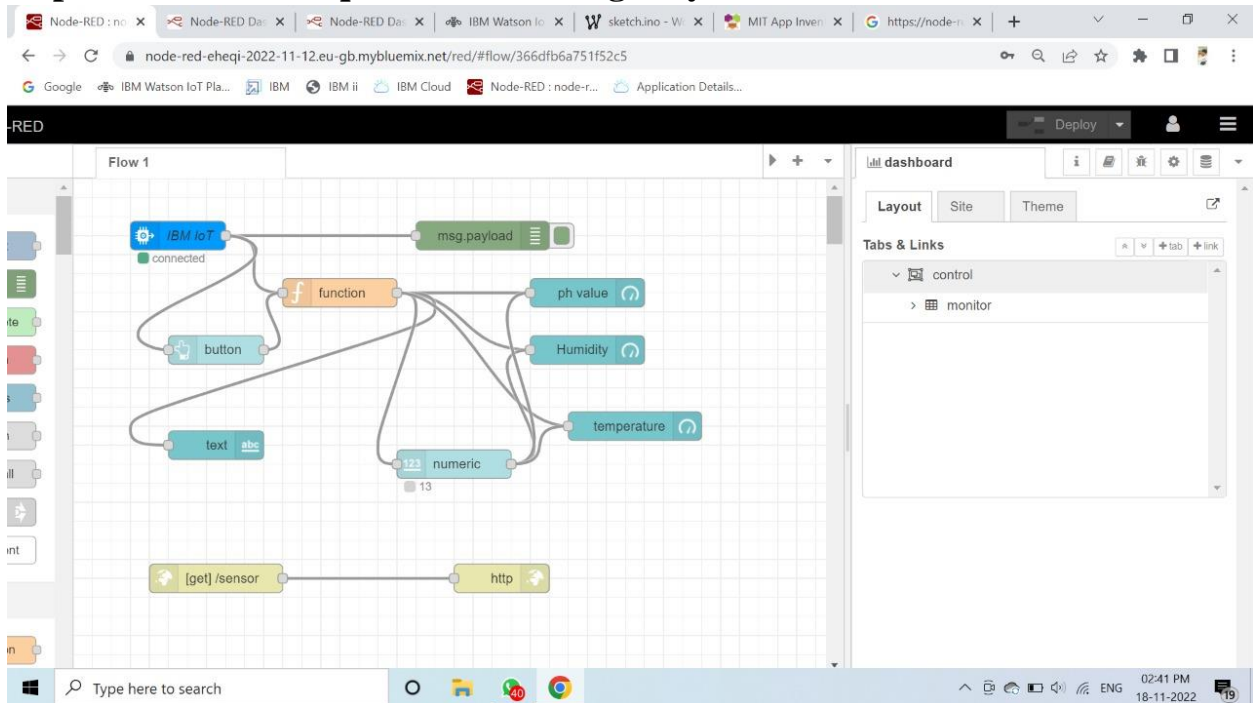 Node-RED : no
Node-RED Das
Node-RED Das
IBM Watson Io
sketch.ino - W
MIT App Inven
https://node-r
node-red-eheqi-2022-11-12.eu-gb.mybluemix.net/red/#flow/366dfb6a751f52c5
Google
IBM Watson IoT Pla...
IBM
IBM ii
IBM Cloud
Node-RED : node-r...
Application Details...
-RED
Deploy
Flow 1
dashboard
i
Layout
Site
Theme
Tabs & Links
+tab
+link
control
monitor
IBM IoT
connected
msg.payload
function
ph value
button
Humidity
text
abc
temperature
123
numeric
13
[get] /sensor
http
Type here to search
40
ENG
02:41 PM
18-11-2022
19